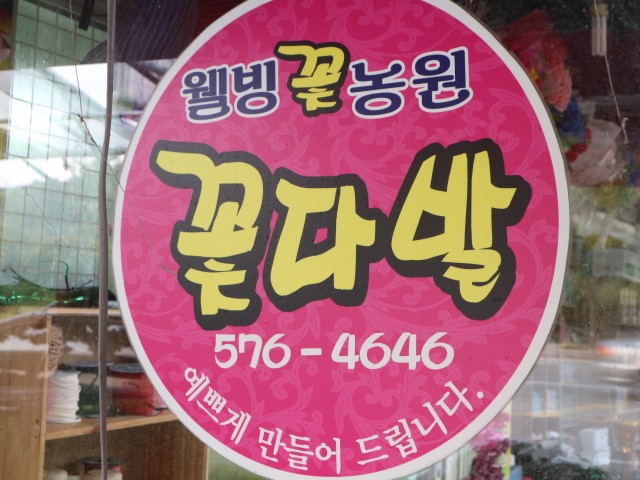 웰빙꽃농원
꽃다발
576-4646
예쁘게 만들어 드립니다.